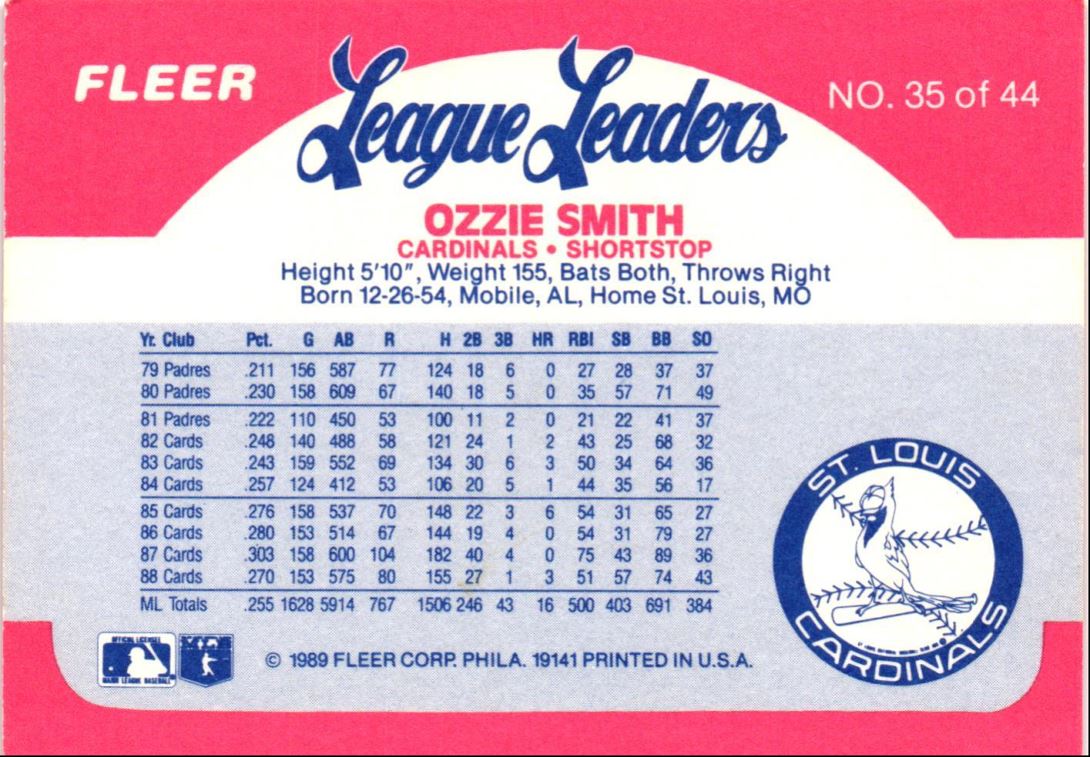 FLEER
League Leaders
NO. 35 of 44
OZZIE SMITH
CARDINALS • SHORTSTOP
Height 5'10", Weight 155, Bats Both, Throws Right
Born 12-26-54, Mobile, AL, Home St. Louis, MO
Yr. Club Pct. G AB R H 2B 3B HR RBI SB BB SO
79 Padres .211 156 587 77 124 18 6 0 27 28 37 37
80 Padres .230 158 609 67 140 18 5 0 35 57 71 49
81 Padres .222 110 450 53 100 11 2 0 21 22 41 37
82 Cards .248 140 488 58 121 24 1 2 43 25 68 32
83 Cards .243 159 552 69 134 30 6 3 50 34 64 36
84 Cards .257 124 412 53 106 20 5 1 44 35 56 17
85 Cards .276 158 537 70 148 22 3 6 54 31 65 27
86 Cards .280 153 514 67 144 19 4 0 54 31 79 27
87 Cards .303 158 600 104 182 40 4 0 75 43 89 36
88 Cards .270 153 575 80 155 27 1 3 51 57 74 43
ML Totals .255 1628 5914 767 1506 246 43 16 500 403 691 384
ST. LOUIS
CARDINALS
OFFICIAL LICENSEE
MAJOR LEAGUE BASEBALL
© 1989 FLEER CORP. PHILA. 19141 PRINTED IN U.S.A.